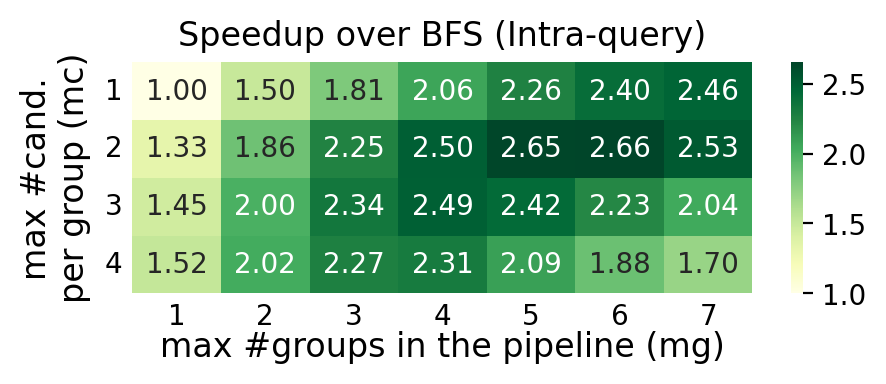 Speedup over BFS (Intra-query)
max #cand.
per group (mc)
1 1.00 1.50 1.81 2.06 2.26 2.40 2.46
2 1.33 1.86 2.25 2.50 2.65 2.66 2.53
3 1.45 2.00 2.34 2.49 2.42 2.23 2.04
4 1.52 2.02 2.27 2.31 2.09 1.88 1.70
1 2 3 4 5 6 7
max #groups in the pipeline (mg)
2.5
2.0
1.5
1.0